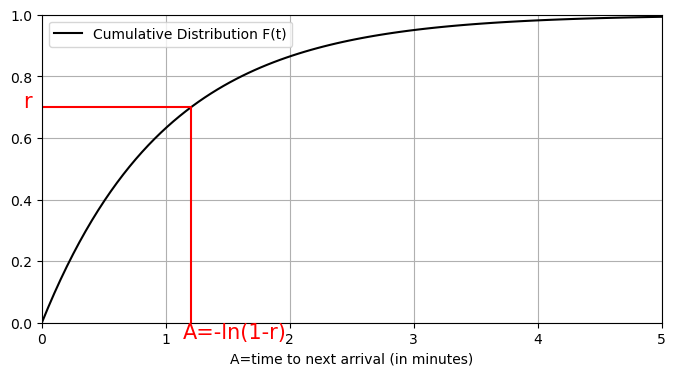 1.0
Cumulative Distribution F(t)
0.8
r
0.6
0.4
0.2
0.0
A=-ln(1-r)
0 1 2 3 4 5
A=time to next arrival (in minutes)